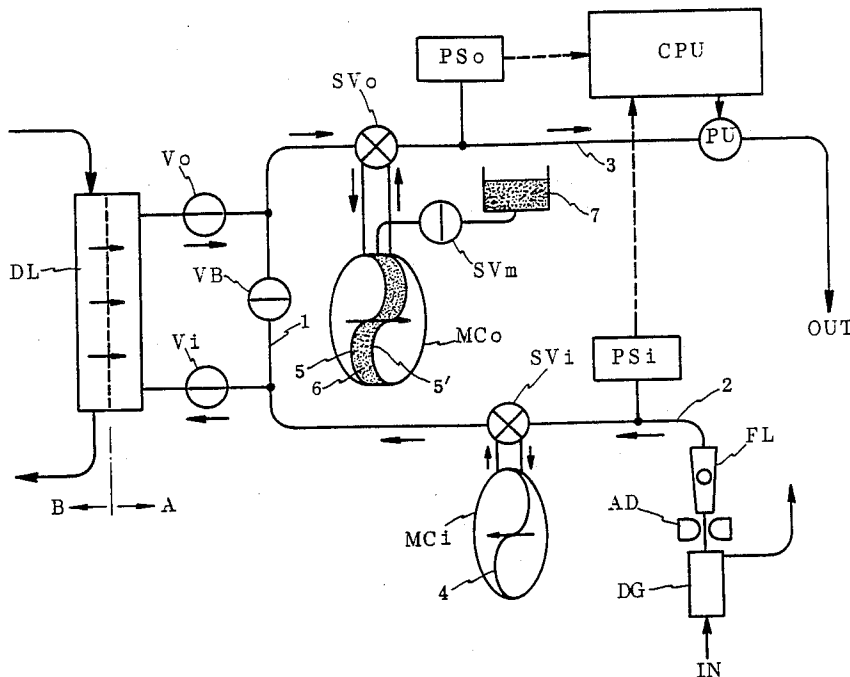 PSo
CPU
SVo
PU
Vo
3
7
DL
SVm
VB
1
MCo
OUT
5
5'
6
Vi
SVi
PSi
2
FL
B
A
MCi
AD
4
DG
IN